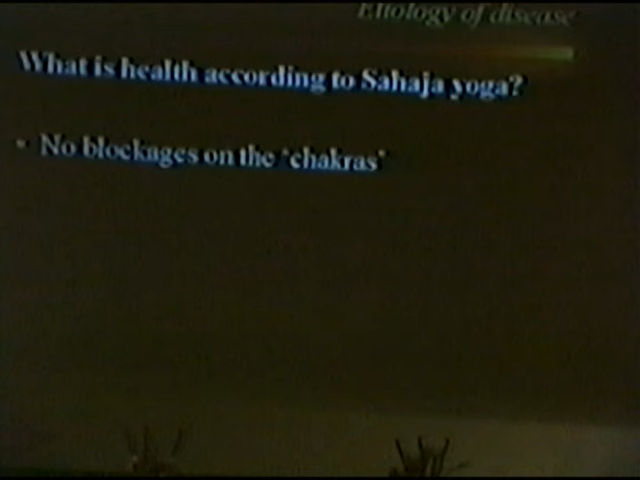 Etiology of disease
What is health according to Sahaja yoga?
• No blockages on the 'chakras'